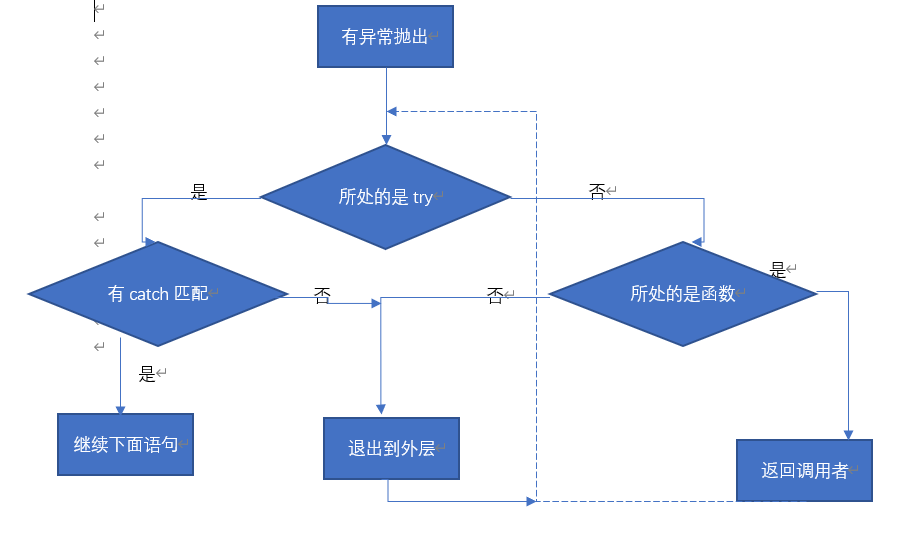 有异常抛出
是
所处的是 try
否
有 catch 匹配
否
否
所处的是函数
是
是
继续下面语句
退出到外层
返回调用者